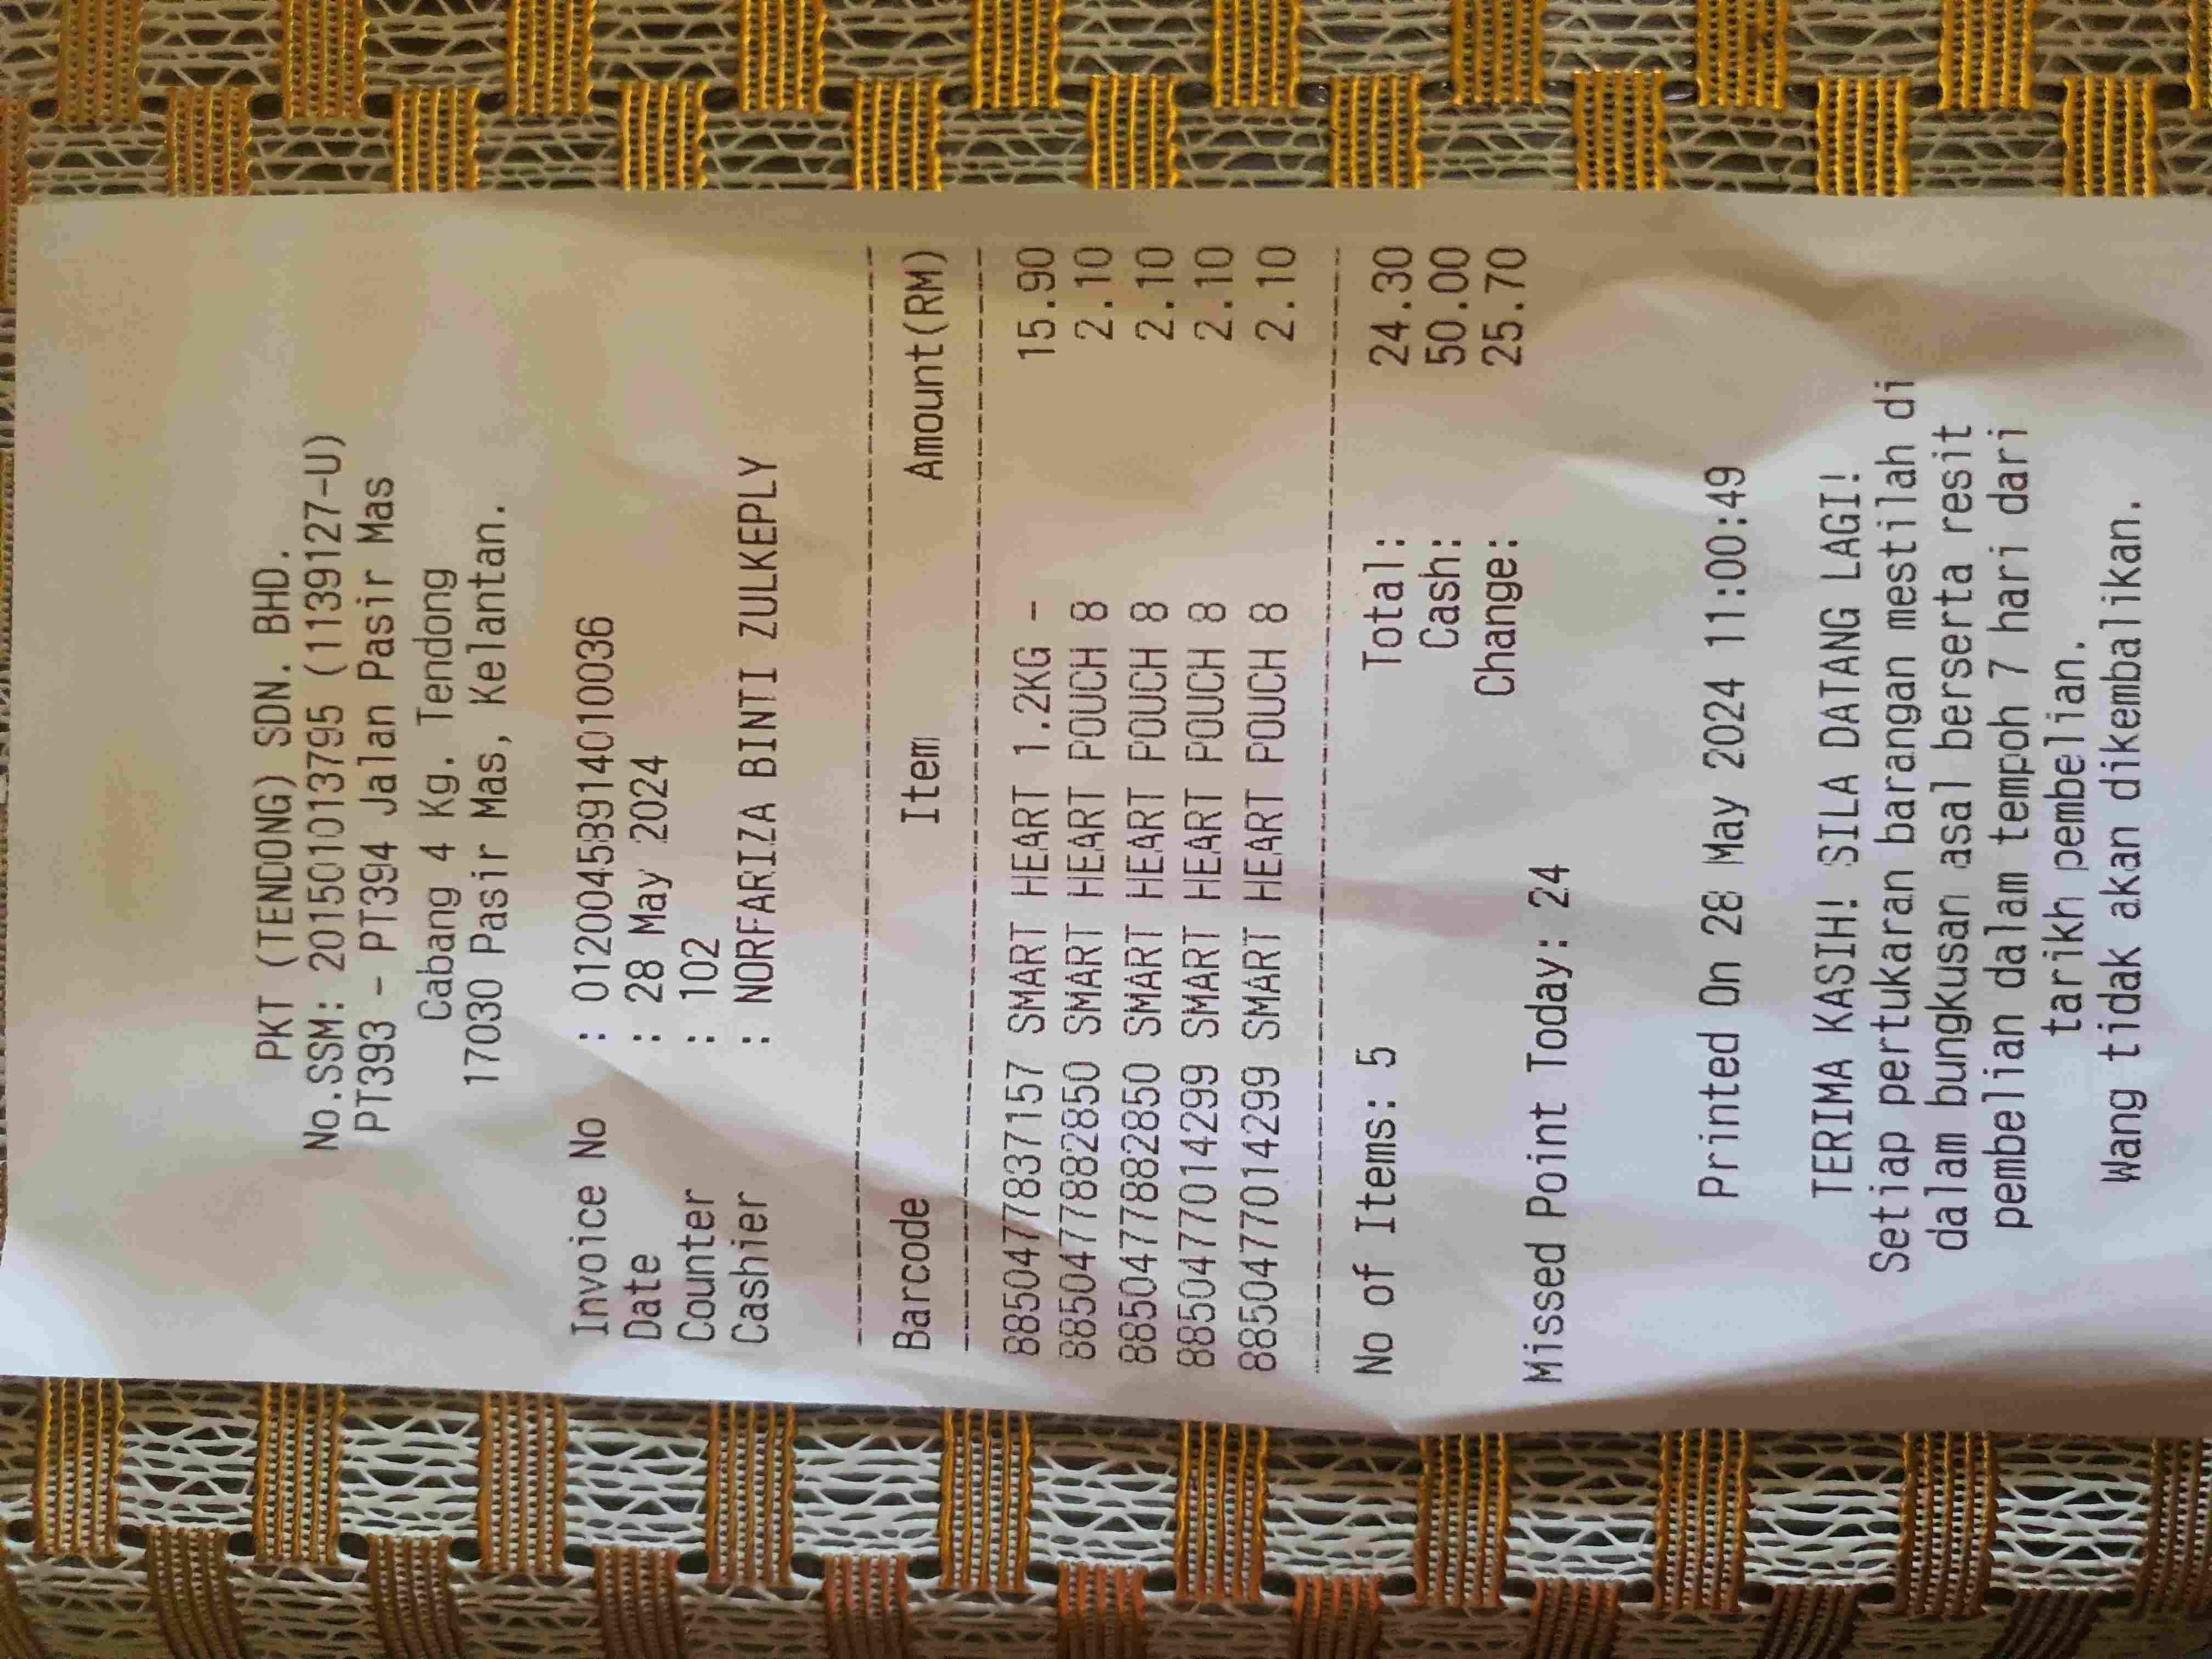 PKT (TENDONG) SDN. BHD.
No.SSM: 201501013795 (1139127-U)
PT393 - PT394 Jalan Pasir Mas
Cabang 4 Kg. Tendong
17030 Pasir Mas, Kelantan.
Invoice No : 0120045B914010036
Date : 28 May 2024
Counter : 102
Cashier : NORFARIZA BINTI ZULKEPLY
Barcode Item Amount(RM)
8850477837157 SMART HEART 1.2KG - 15.90
8850477882850 SMART HEART POUCH 8 2.10
8850477882850 SMART HEART POUCH 8 2.10
8850477014299 SMART HEART POUCH 8 2.10
8850477014299 SMART HEART POUCH 8 2.10
No of Items: 5 Total: 24.30
Cash: 50.00
Change: 25.70
Missed Point Today: 24
Printed On 28 May 2024 11:00:49
TERIMA KASIH! SILA DATANG LAGI!
Setiap pertukaran barangan mestilah di
dalam bungkusan asal berserta resit
pembelian dalam tempoh 7 hari dari
tarikh pembelian.
Wang tidak akan dikembalikan.